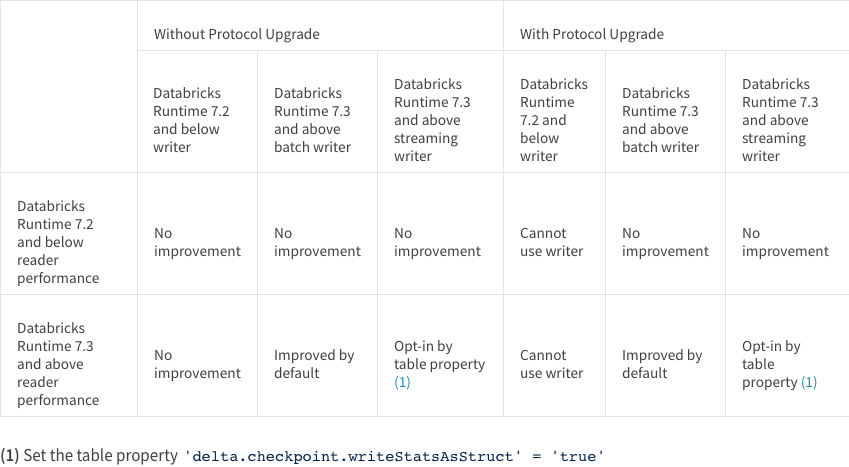 Without Protocol Upgrade
With Protocol Upgrade
Databricks
Runtime 7.2
and below
writer
Databricks
Runtime 7.3
and above
batch writer
Databricks
Runtime 7.3
and above
streaming
writer
Databricks
Runtime
7.2 and
below
writer
Databricks
Runtime 7.3
and above
batch writer
Databricks
Runtime 7.3
and above
streaming
writer
Databricks
Runtime 7.2
and below
reader
performance
No
improvement
No
improvement
No
improvement
Cannot
use writer
No
improvement
No
improvement
Databricks
Runtime 7.3
and above
reader
performance
No
improvement
Improved by
default
Opt-in by
table property
(1)
Cannot
use writer
Improved by
default
Opt-in by
table
property (1)
(1) Set the table property 'delta.checkpoint.writeStatsAsStruct' = 'true'